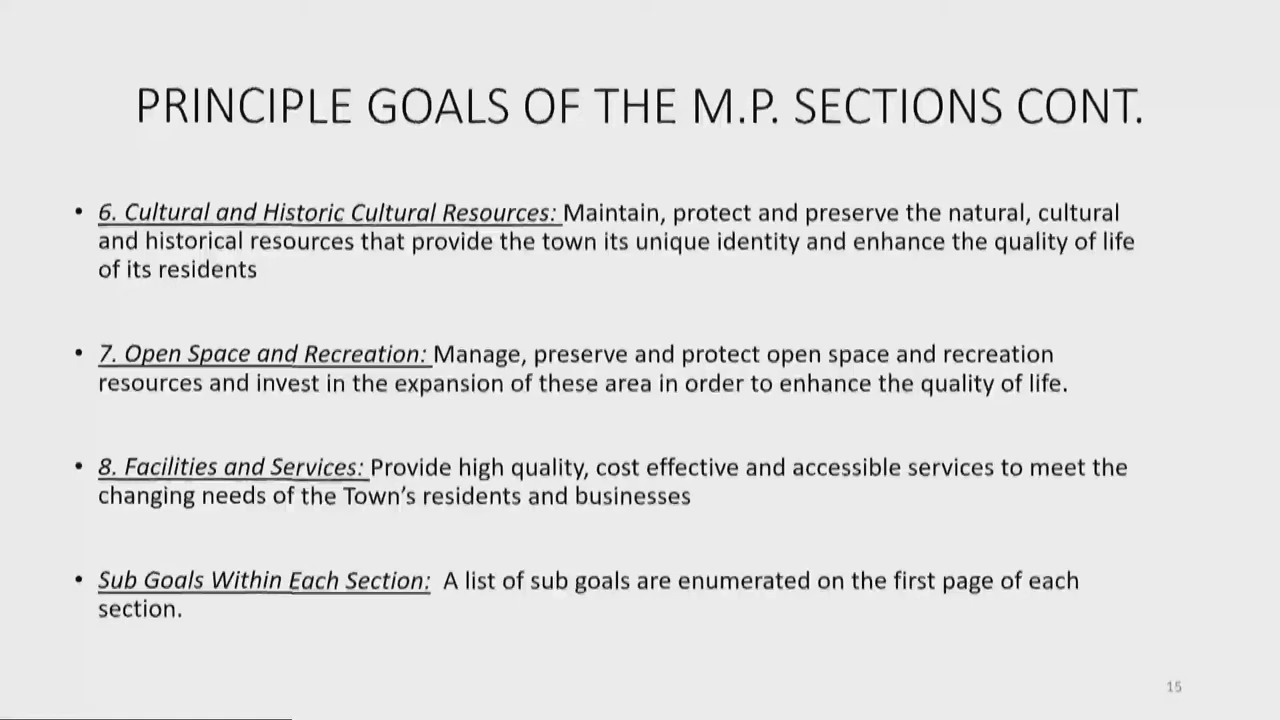 PRINCIPLE GOALS OF THE M.P. SECTIONS CONT.
• 6. Cultural and Historic Cultural Resources: Maintain, protect and preserve the natural, cultural
and historical resources that provide the town its unique identity and enhance the quality of life
of its residents
• 7. Open Space and Recreation: Manage, preserve and protect open space and recreation
resources and invest in the expansion of these area in order to enhance the quality of life.
• 8. Facilities and Services: Provide high quality, cost effective and accessible services to meet the
changing needs of the Town’s residents and businesses
• Sub Goals Within Each Section: A list of sub goals are enumerated on the first page of each
section.
15